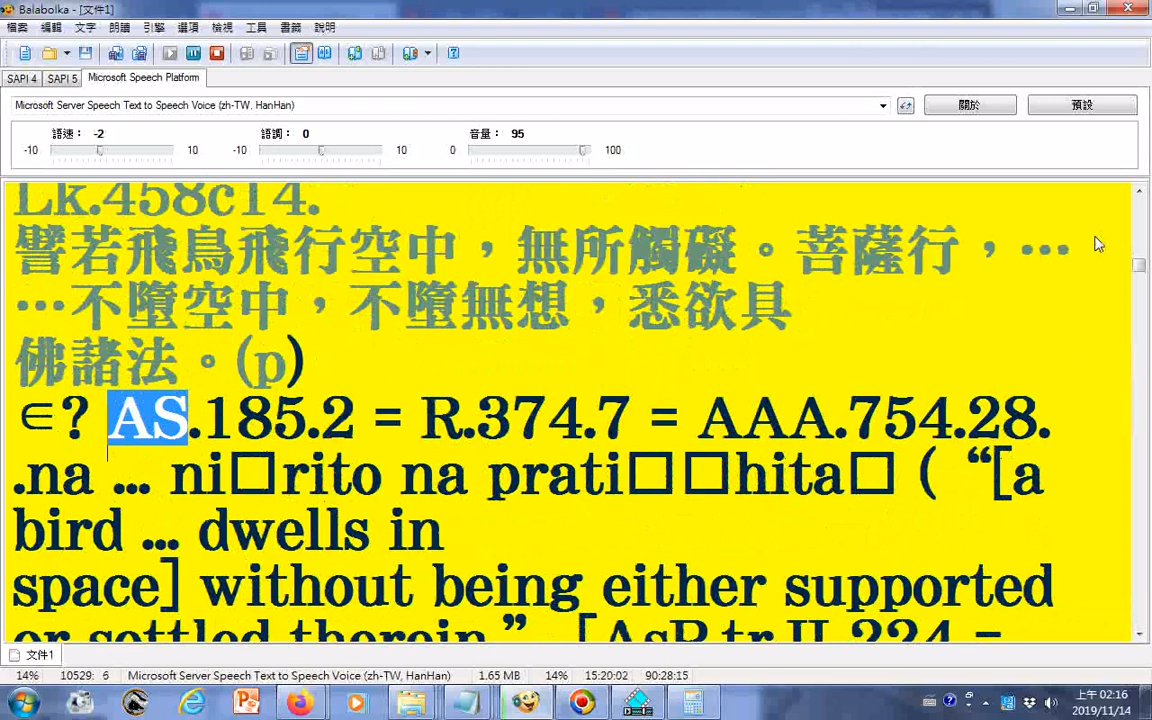 Balabolka - [文件1]
檔案 編輯 文字 朗讀 引擎 選項 檢視 工具 書籤 說明
SAPI 4 SAPI 5 Microsoft Speech Platform
Microsoft Server Speech Text to Speech Voice (zh-TW, HanHan) 關於 預設
語速： -2 語調： 0 音量： 95
-10 10 -10 10 0 100
Lk.458c14.
譬若飛鳥飛行空中，無所觸礙。菩薩行，…
…不墮空中，不墮無想，悉欲具
佛諸法。(p)
∈? AS.185.2 = R.374.7 = AAA.754.28.
.na ... ni□rito na prati□□hita□ ( “[a
bird ... dwells in
space] without being either supported
or settled therein.” [AsP.tr.II.224 =
文件1
14% 10529: 6 Microsoft Server Speech Text to Speech Voice (zh-TW, HanHan) 1.65 MB 14% 15:20:02 90:28:15
上午 02:16
2019/11/14